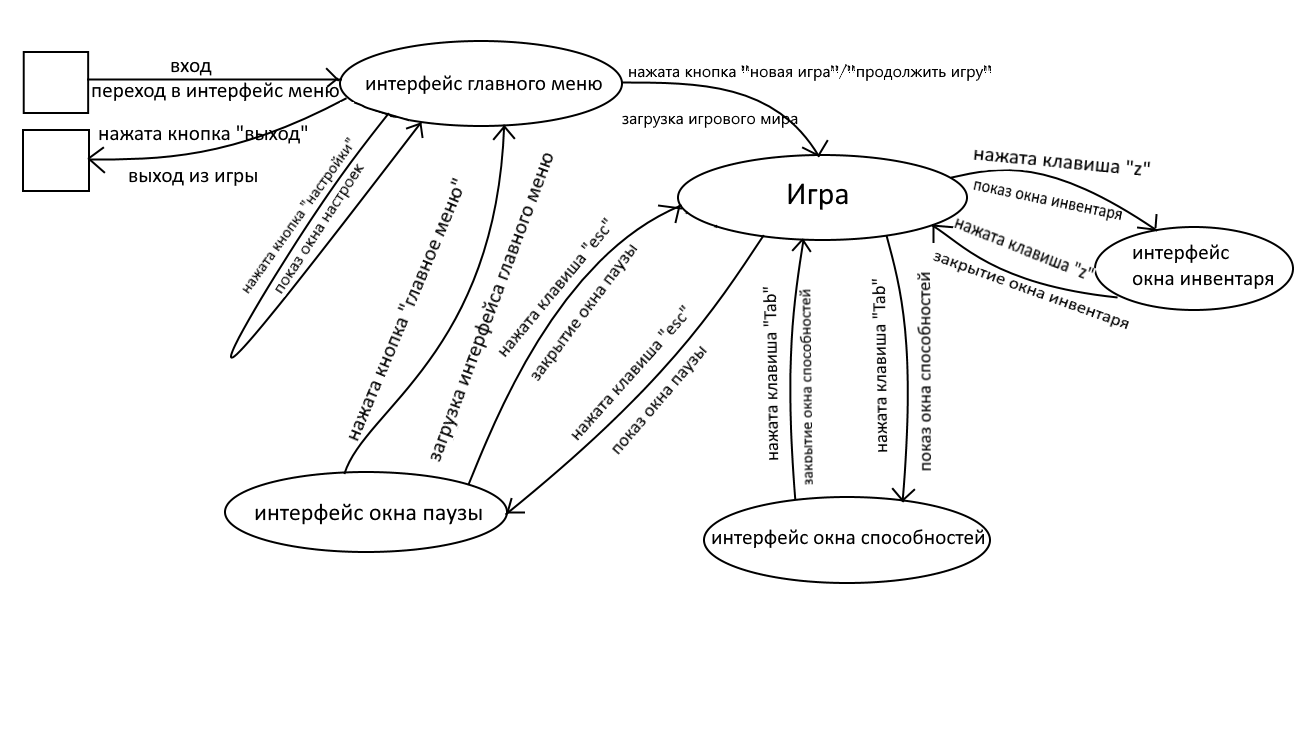 вход
переход в интерфейс меню
нажата кнопка "выход"
выход из игры
интерфейс главного меню
нажата кнопка "новая игра"/"продолжить игру"
загрузка игрового мира
нажата кнопка "настройки"
показ окна настроек
нажата кнопка "главное меню"
загрузка интерфейса главного меню
нажата клавиша "esc"
закрытие окна паузы
нажата клавиша "esc"
показ окна паузы
Игра
нажата клавиша "z"
показ окна инвентаря
нажата клавиша "z"
закрытие окна инвентаря
интерфейс
окна инвентаря
нажата клавиша "Tab"
закрытие окна способностей
нажата клавиша "Tab"
показ окна способностей
интерфейс окна паузы
интерфейс окна способностей